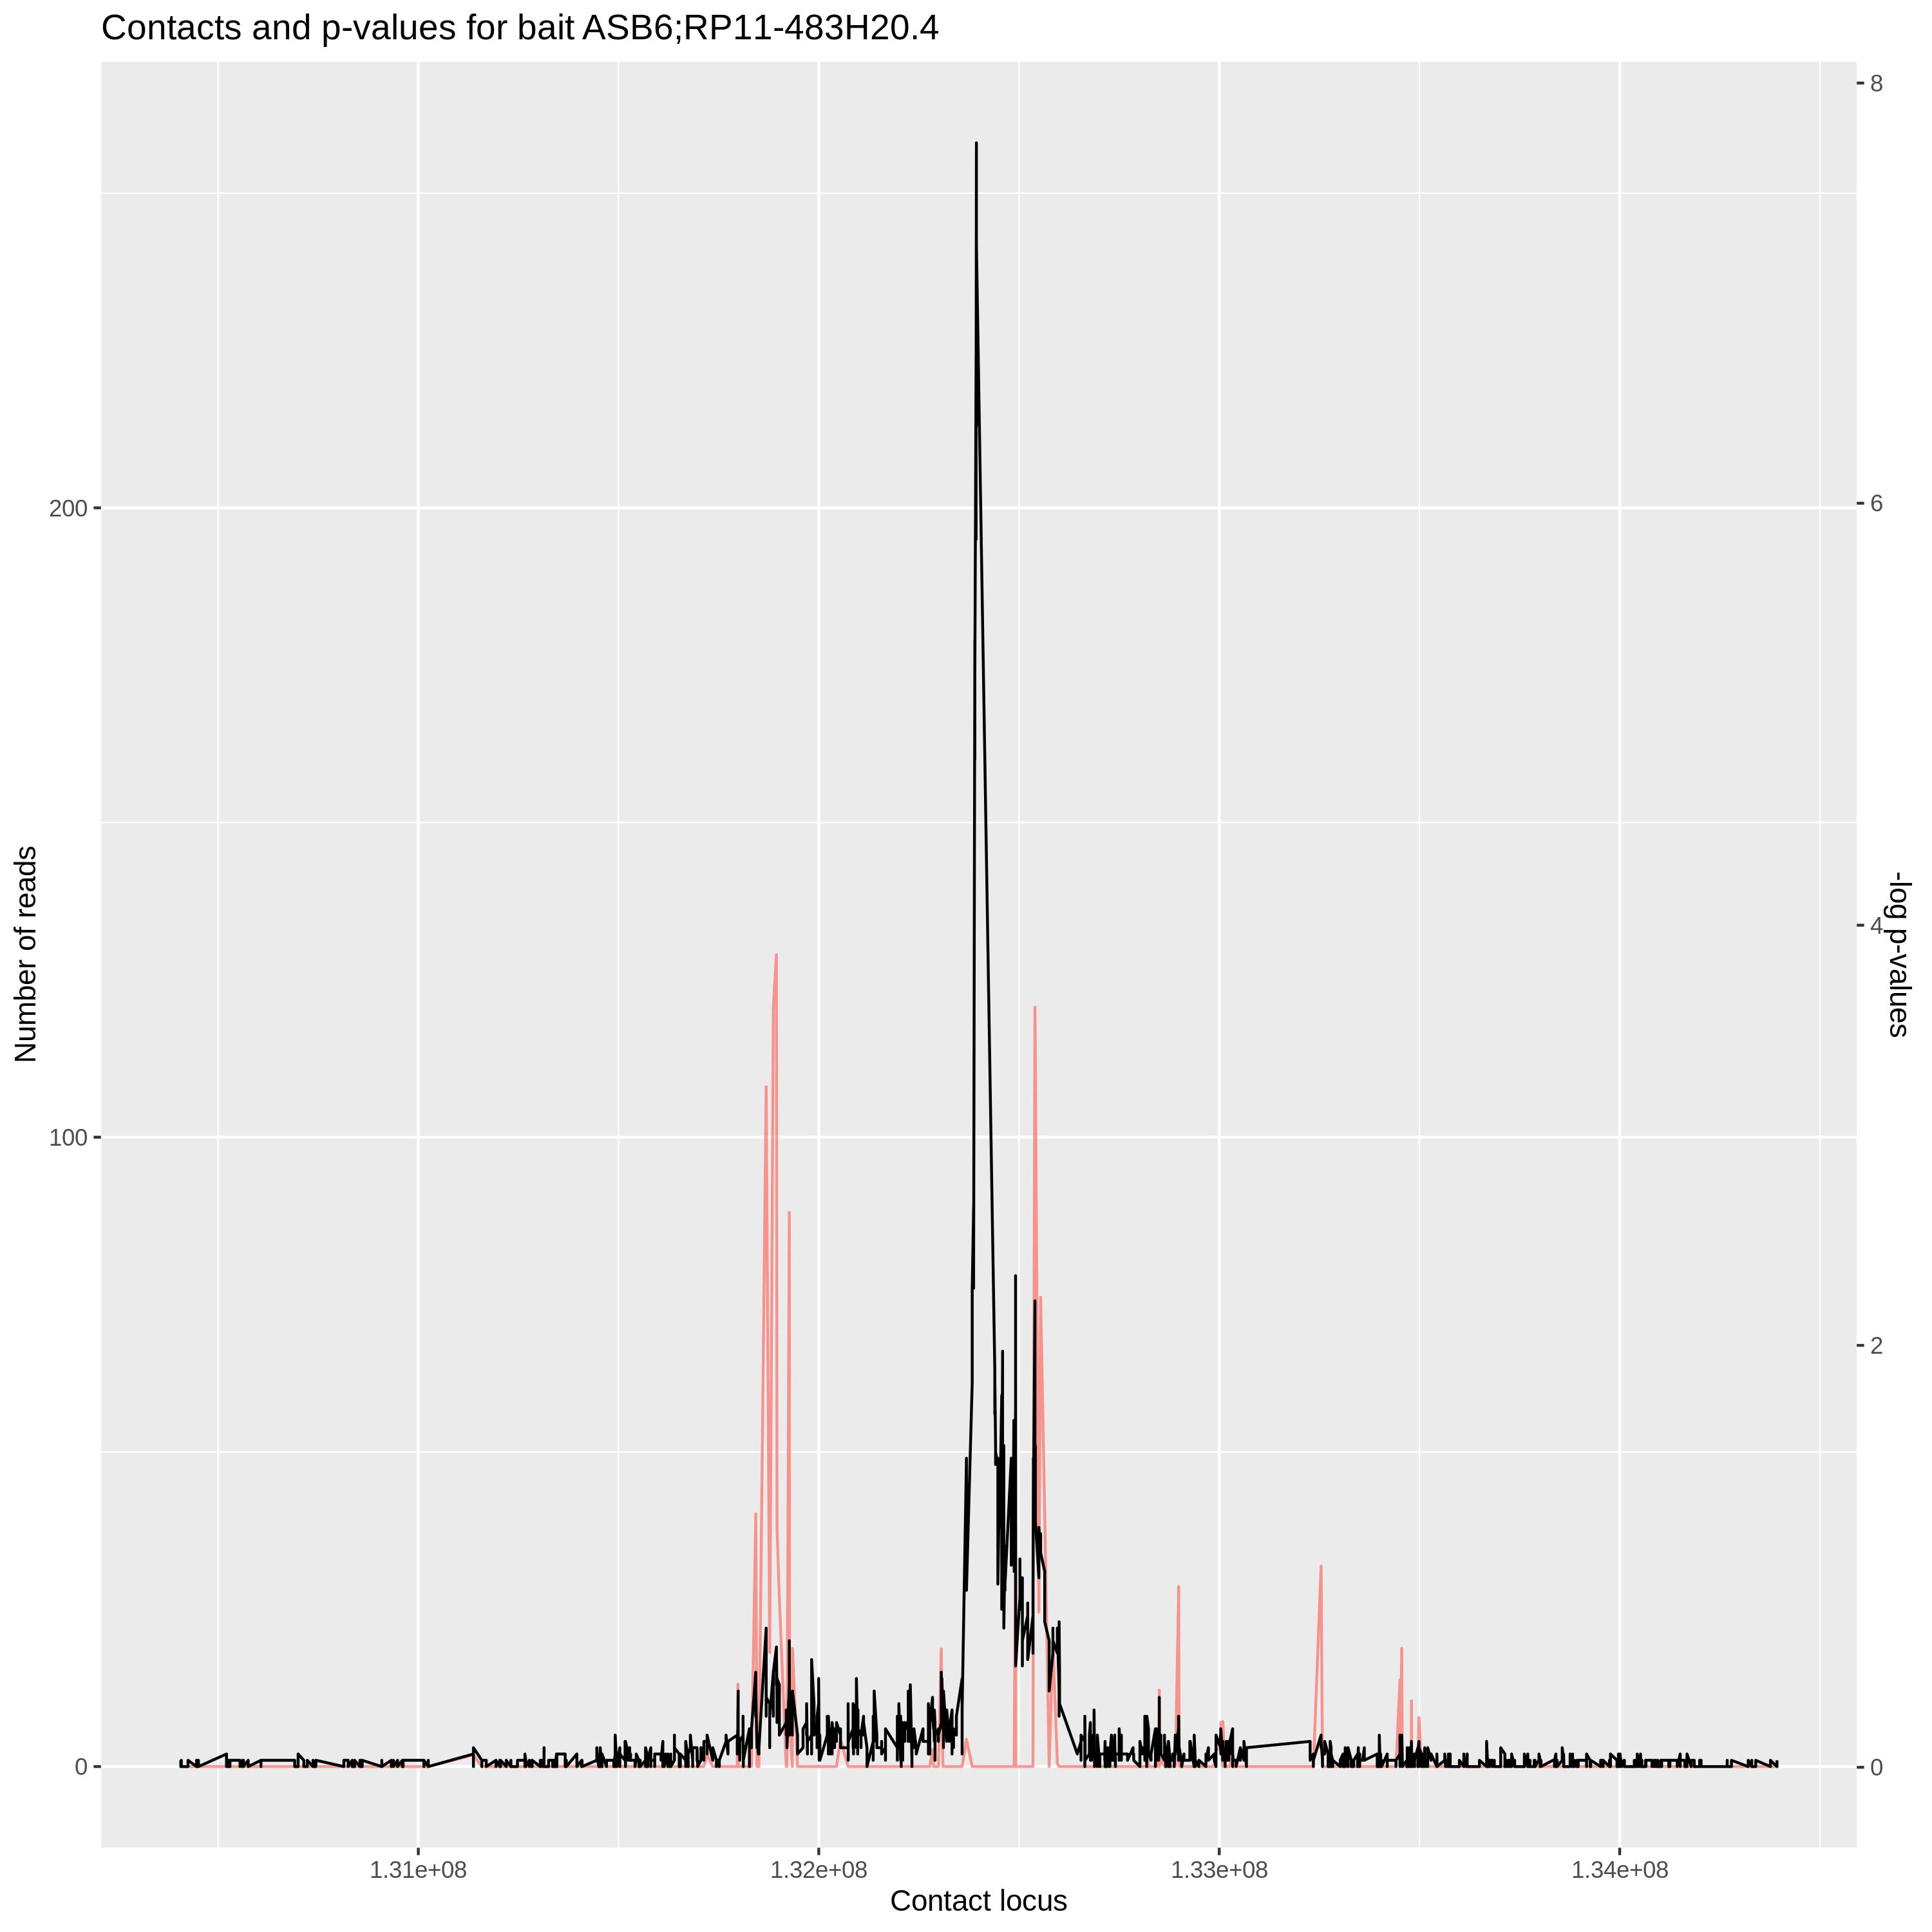 Contacts and p-values for bait ASB6;RP11-483H20.4
8
200
6
4
Number of reads
-log p-values
100
2
0
0
1.31e+08 1.32e+08 1.33e+08 1.34e+08
Contact locus